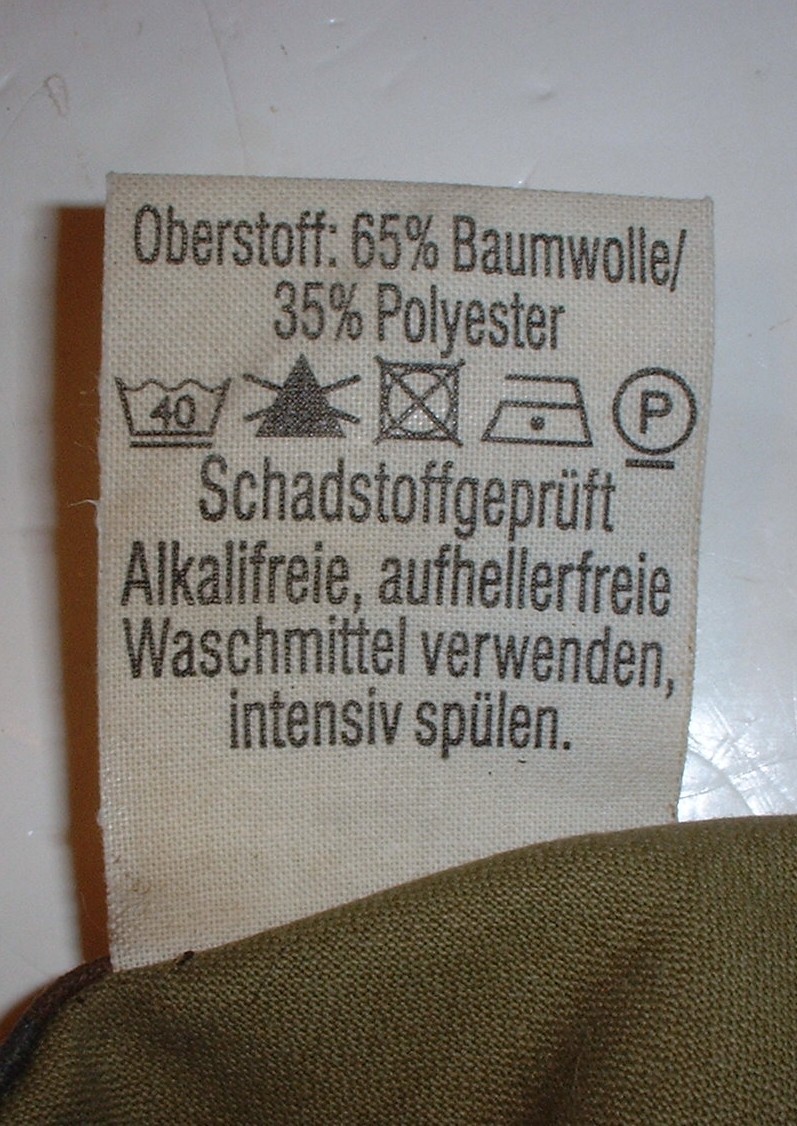 Oberstoff: 65% Baumwolle/
35% Polyester
40 P
Schadstoffgeprüft
Alkalifreie, aufhellerfreie
Waschmittel verwenden,
intensiv spülen.